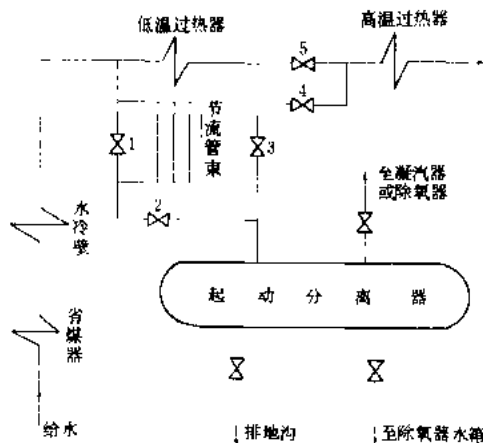 低温过热器
高温过热器
5
4
节流管束
1
3
2
至凝汽器
或除氧器
水冷壁
起动分离器
省煤器
给水
排地沟
至除氧器水箱